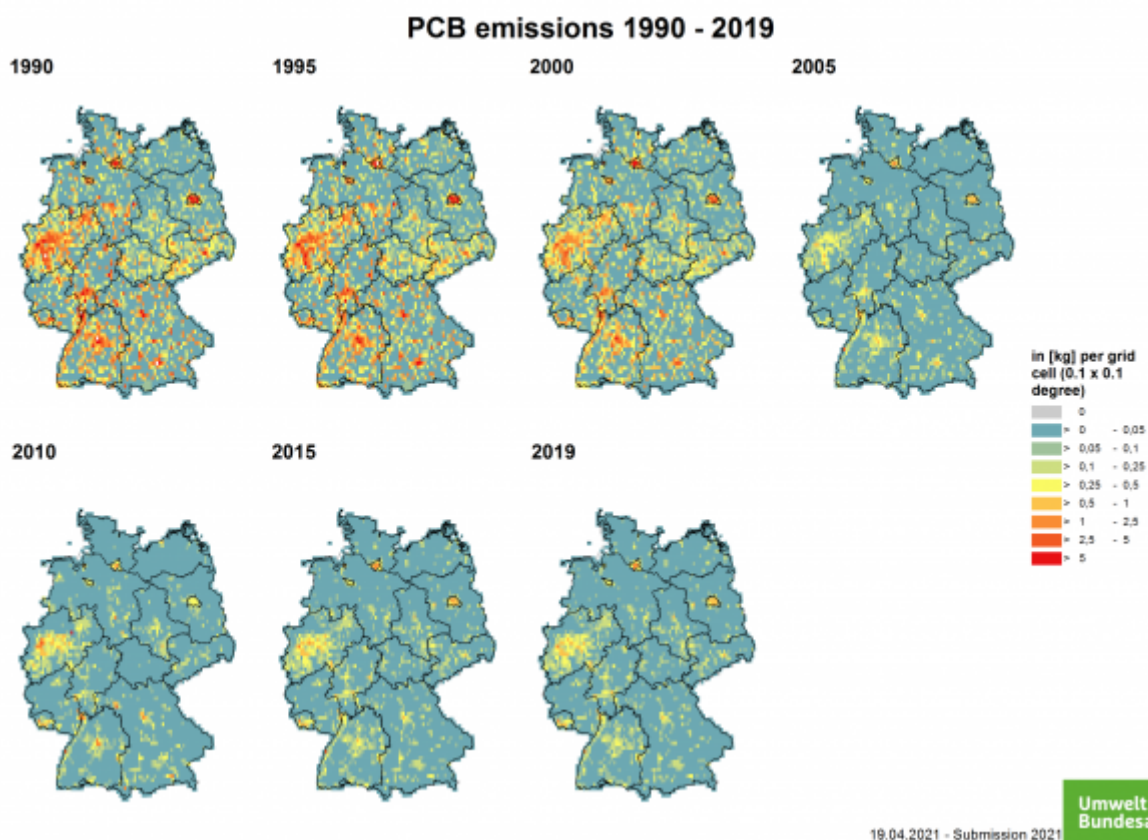 PCB emissions 1990 - 2019
1990
1995
2000
2005
in [kg] per grid
cell (0.1 x 0.1
degree)
0
> 0 - 0,05
> 0,05 - 0,1
> 0,1 - 0,25
> 0,25 - 0,5
> 0,5 - 1
> 1 - 2,5
> 2,5 - 5
> 5
2010
2015
2019
Umwelt
Bundes
19.04.2021 - Submission 2021